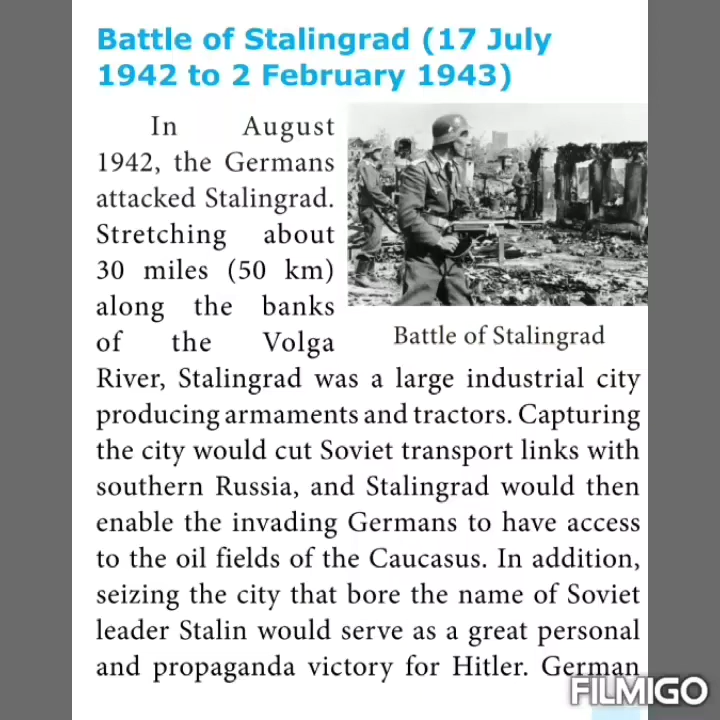 Battle of Stalingrad (17 July
1942 to 2 February 1943)
In August
1942, the Germans
attacked Stalingrad.
Stretching about
30 miles (50 km)
along the banks
of the Volga
Battle of Stalingrad
River, Stalingrad was a large industrial city
producing armaments and tractors. Capturing
the city would cut Soviet transport links with
southern Russia, and Stalingrad would then
enable the invading Germans to have access
to the oil fields of the Caucasus. In addition,
seizing the city that bore the name of Soviet
leader Stalin would serve as a great personal
and propaganda victory for Hitler. German
FILMIGO